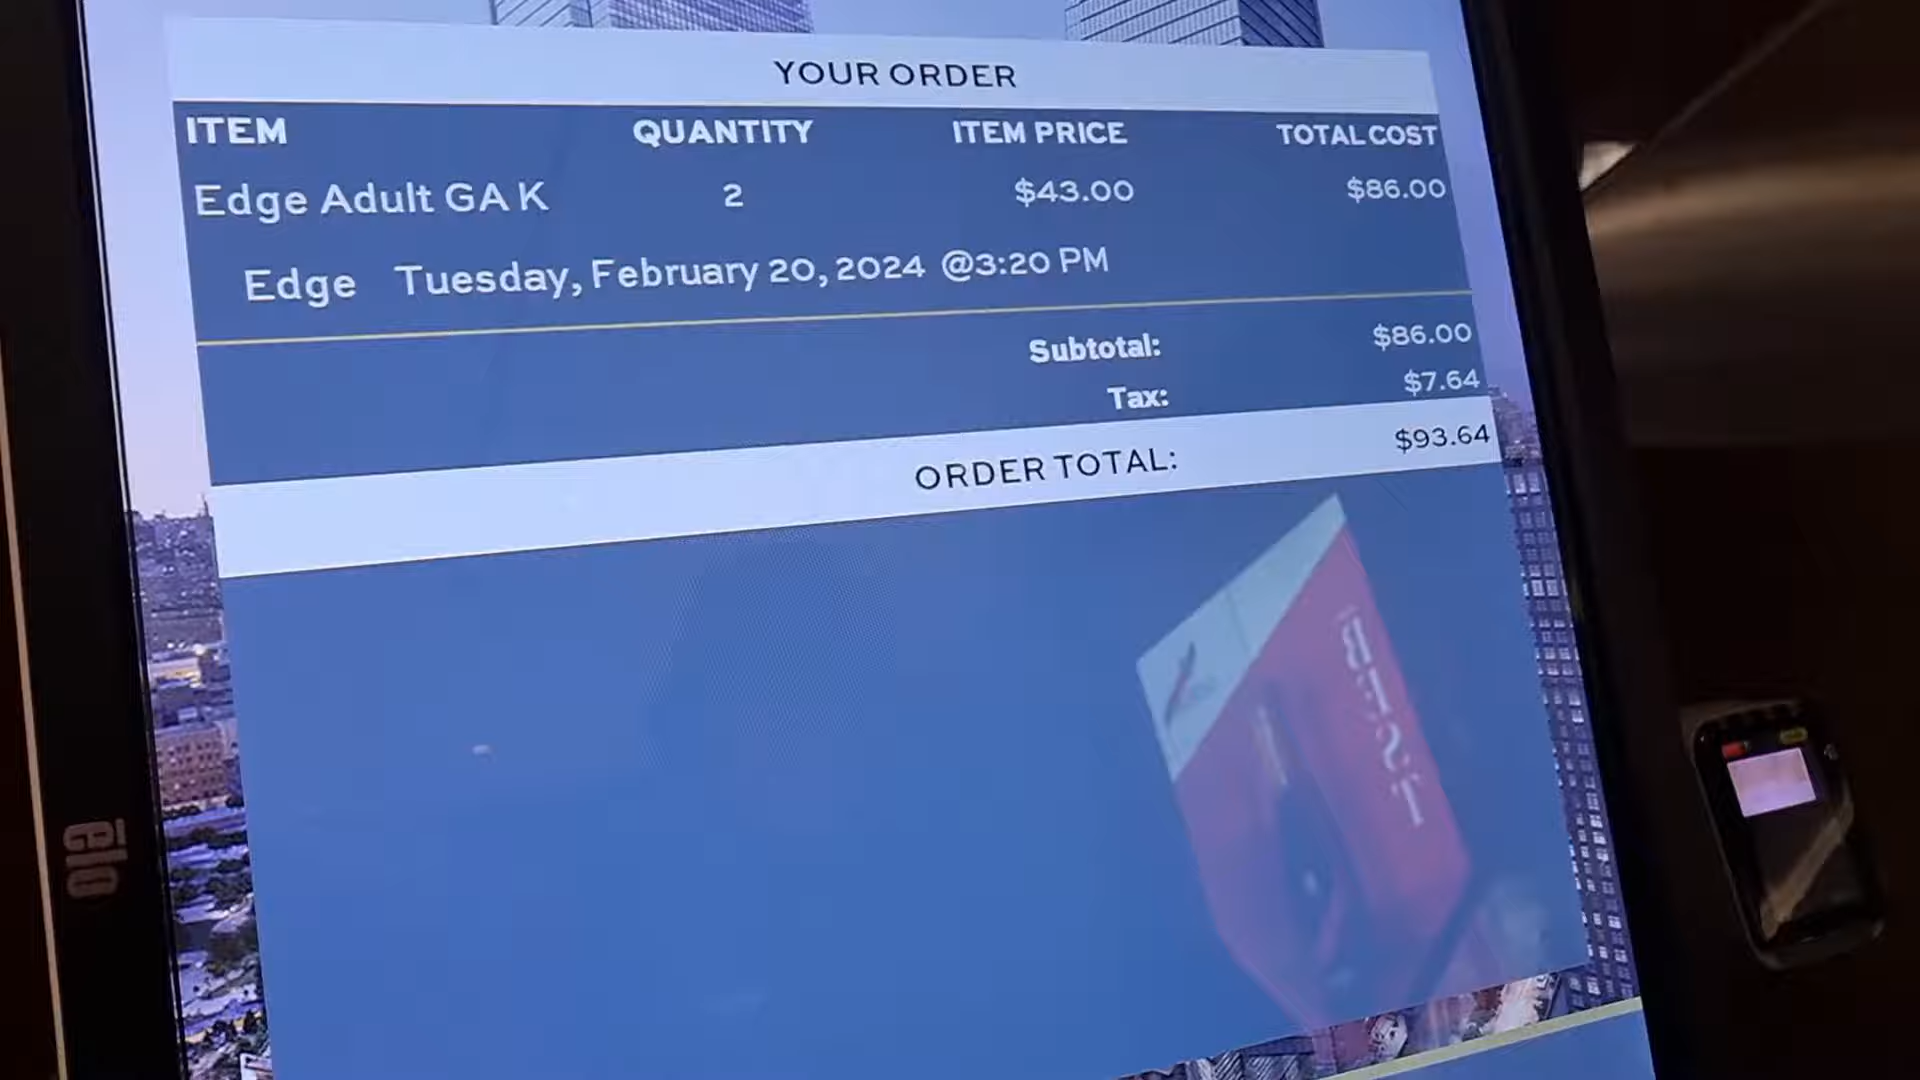 YOUR ORDER
ITEM QUANTITY ITEM PRICE TOTAL COST
Edge Adult GA K 2 $43.00 $86.00
Edge Tuesday, February 20, 2024 @3:20 PM
Subtotal: $86.00
Tax: $7.64
ORDER TOTAL: $93.64
elo